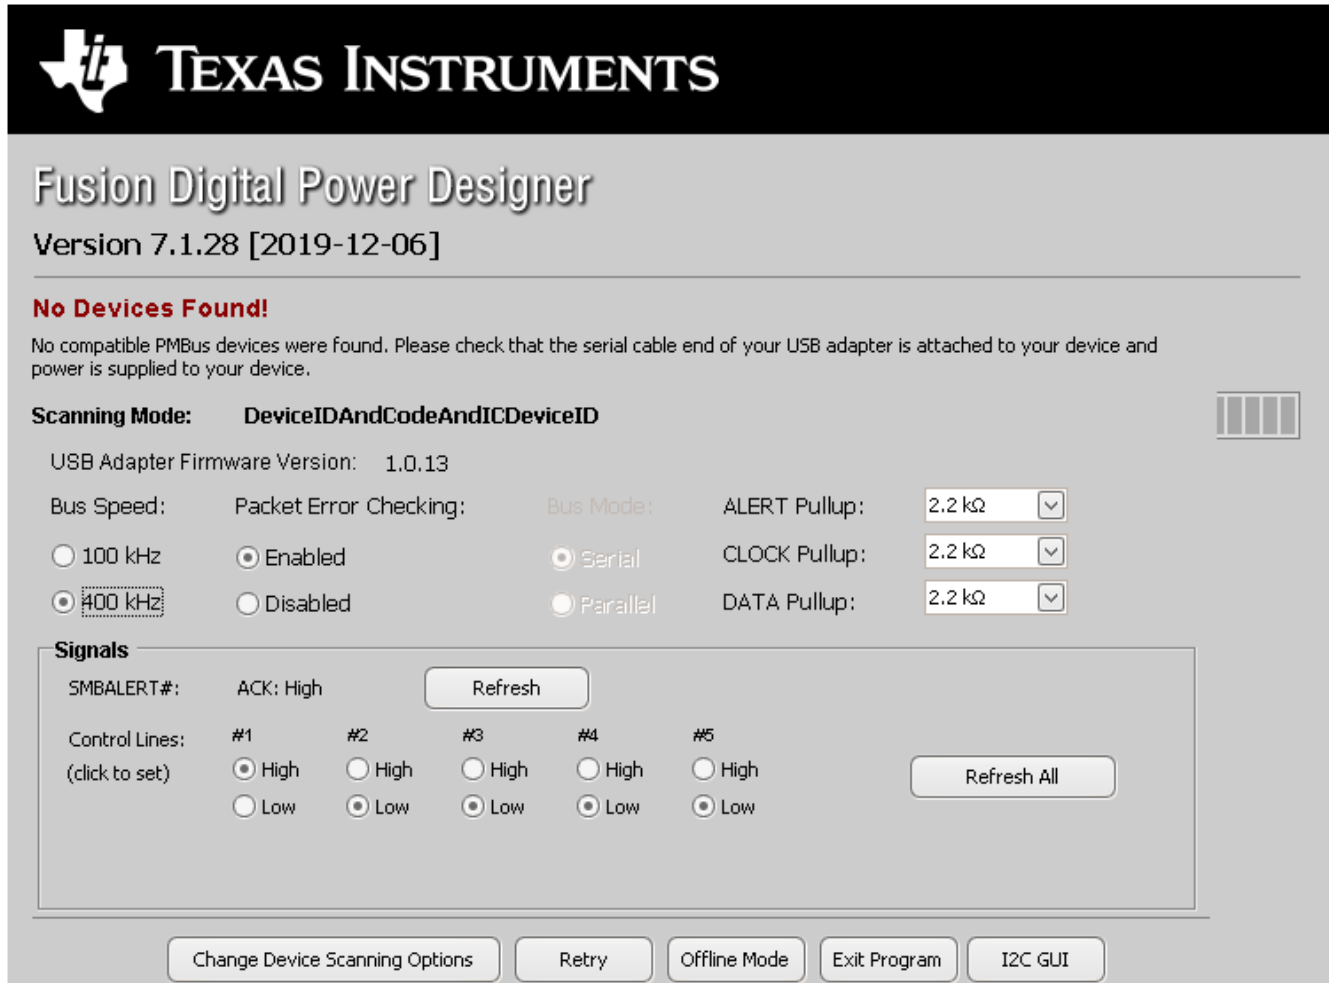 TEXAS INSTRUMENTS
Fusion Digital Power Designer
Version 7.1.28 [2019-12-06]
No Devices Found!
No compatible PMBus devices were found. Please check that the serial cable end of your USB adapter is attached to your device and
power is supplied to your device.
Scanning Mode: DeviceIDAndCodeAndICDeviceID
USB Adapter Firmware Version: 1.0.13
Bus Speed: Packet Error Checking: Bus Mode: ALERT Pullup: 2.2 kΩ
100 kHz Enabled Serial CLOCK Pullup: 2.2 kΩ
400 kHz Disabled Parallel DATA Pullup: 2.2 kΩ
Signals
SMBALERT#: ACK: High Refresh
Control Lines: #1 #2 #3 #4 #5
(click to set) High High High High High Refresh All
Low Low Low Low Low
Change Device Scanning Options Retry Offline Mode Exit Program I2C GUI